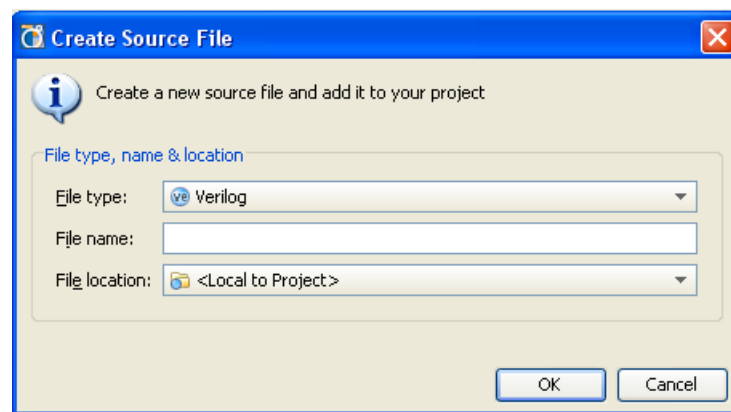 Create Source File
Create a new source file and add it to your project
File type, name & location
File type:
ve Verilog
File name:
File location:
<Local to Project>
OK
Cancel